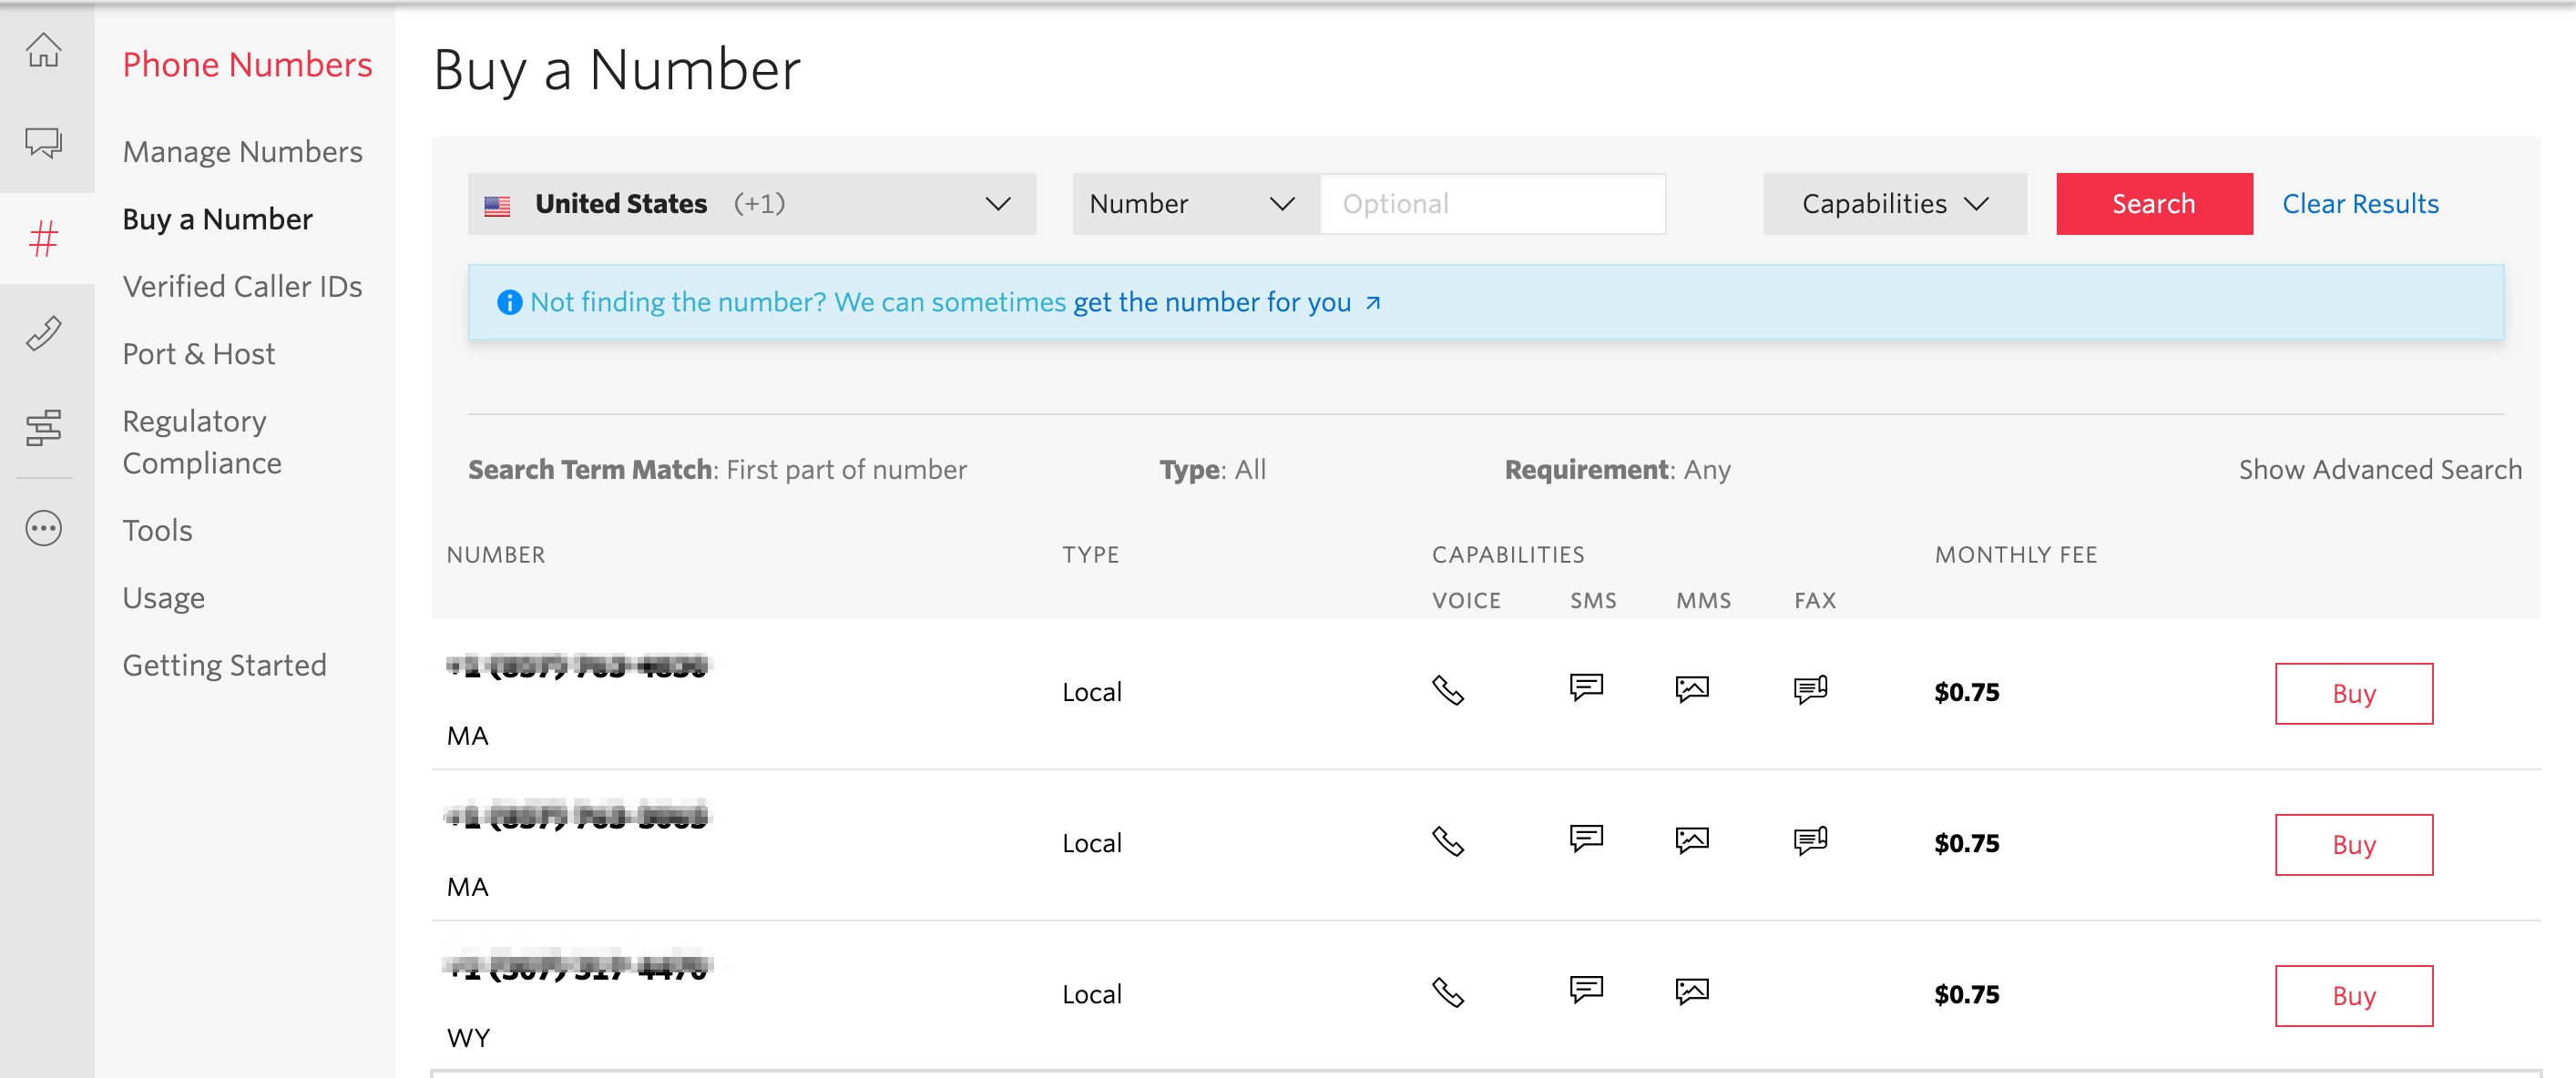 Phone Numbers
Manage Numbers
Buy a Number
Verified Caller IDs
Port & Host
Regulatory
Compliance
Tools
Usage
Getting Started
Buy a Number
United States (+1)
Number
Optional
Capabilities
Search
Clear Results
Not finding the number? We can sometimes get the number for you
Search Term Match: First part of number
Type: All
Requirement: Any
Show Advanced Search
NUMBER TYPE CAPABILITIES MONTHLY FEE
VOICE SMS MMS FAX
Local $0.75 Buy
MA
Local $0.75 Buy
MA
Local $0.75 Buy
WY